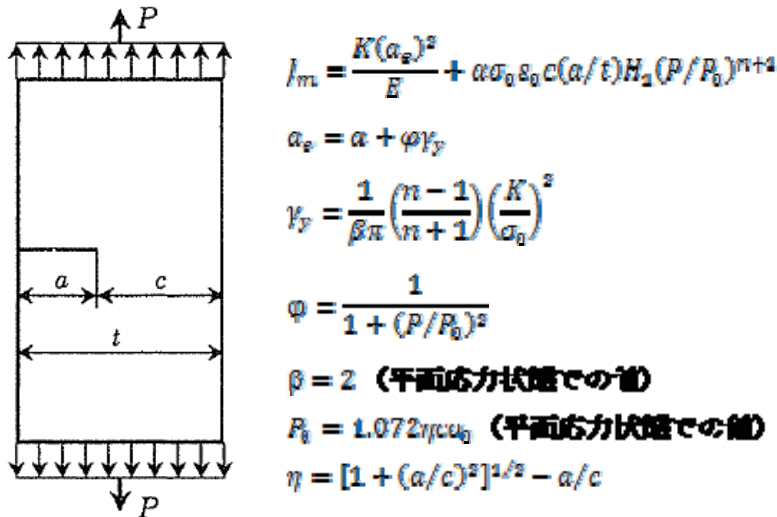 P
a
c
t
P
J_m = K(a_e)^2 / E + ασ_0 ε_0 c(a/t)H_1(P/P_0)^{n+1}
a_e = a + φγ_y
γ_y = 1/(βπ) ((n−1)/(n+1)) (K/σ_0)^2
φ = 1 / (1 + (P/P_0)^2)
β = 2 (平面応力状態での値)
P_0 = 1.072ηcσ_0 (平面応力状態での値)
η = [1 + (a/c)^2]^{1/2} − a/c